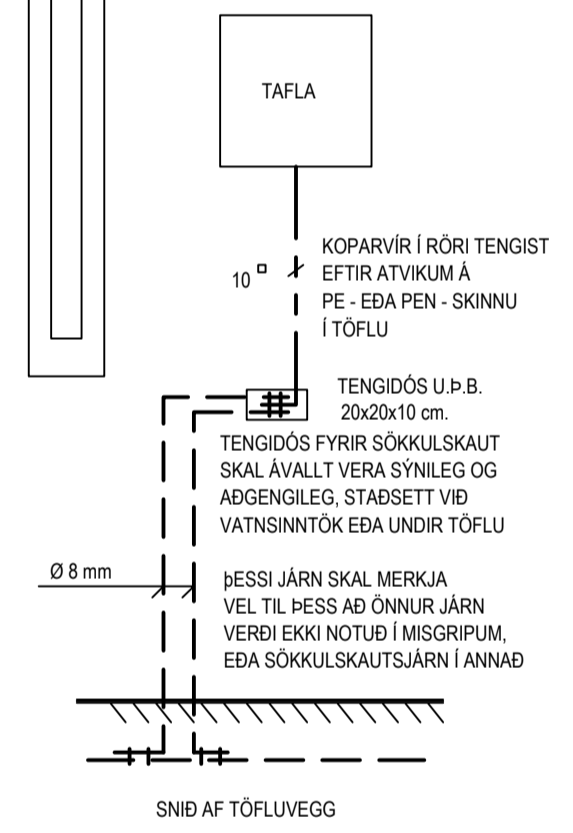 TAFLA
10
KOPARVÍR Í RÖRI TENGIST
EFTIR ATVIKUM Á
PE - EÐA PEN - SKINNU
Í TÖFLU
TENGIDÓS U.Þ.B.
20x20x10 cm.
TENGIDÓS FYRIR SÖKKULSKAUT
SKAL ÁVALLT VERA SÝNILEG OG
AÐGENGILEG, STAÐSETT VIÐ
VATNSINNTÖK EÐA UNDIR TÖFLU
Ø 8 mm
ÞESSI JÁRN SKAL MERKJA
VEL TIL ÞESS AÐ ÖNNUR JÁRN
VERÐI EKKI NOTUÐ Í MISGRIPUM,
EÐA SÖKKULSKAUTSJÁRN Í ANNAÐ
SNIÐ AF TÖFLUVEGG